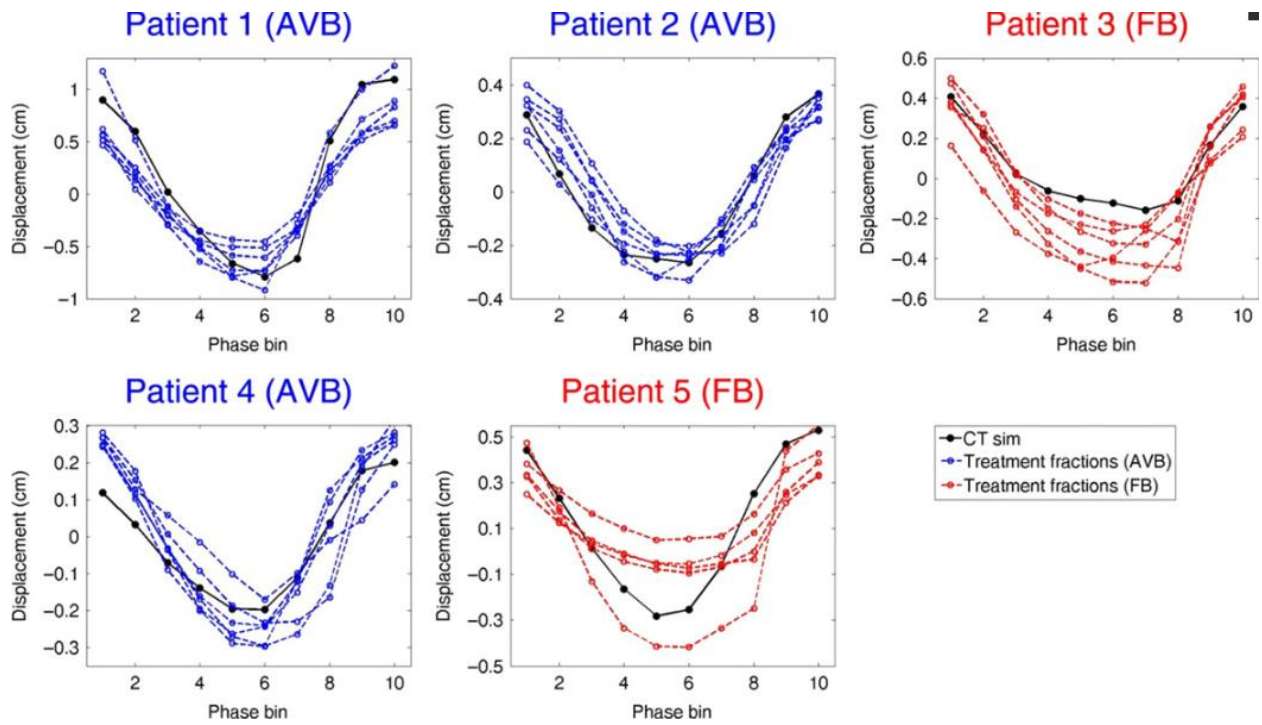 Patient 1 (AVB)
1
0.5
0
−0.5
−1
Displacement (cm)
2 4 6 8 10
Phase bin
Patient 2 (AVB)
0.4
0.2
0
−0.2
−0.4
Displacement (cm)
2 4 6 8 10
Phase bin
Patient 3 (FB)
0.6
0.4
0.2
0
−0.2
−0.4
−0.6
Displacement (cm)
2 4 6 8 10
Phase bin
Patient 4 (AVB)
0.3
0.2
0.1
0
−0.1
−0.2
−0.3
Displacement (cm)
2 4 6 8 10
Phase bin
Patient 5 (FB)
0.5
0.3
0.1
−0.1
−0.3
−0.5
Displacement (cm)
2 4 6 8 10
Phase bin
CT sim
Treatment fractions (AVB)
Treatment fractions (FB)